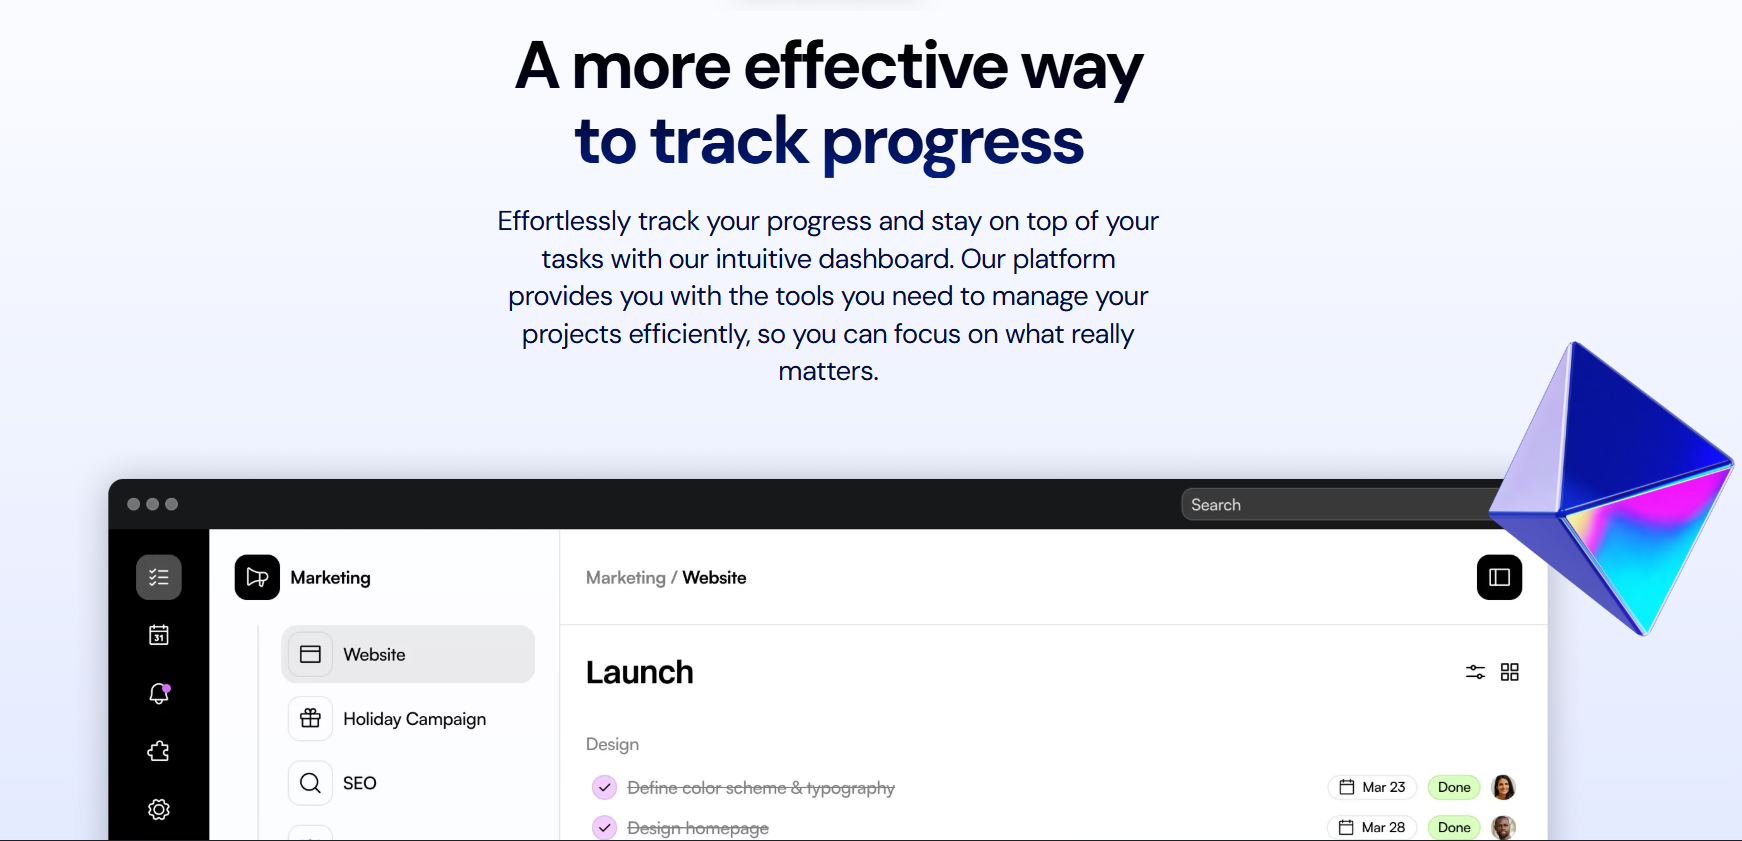 A more effective way
to track progress
Effortlessly track your progress and stay on top of your
tasks with our intuitive dashboard. Our platform
provides you with the tools you need to manage your
projects efficiently, so you can focus on what really
matters.
Search
31
Marketing
Website
Holiday Campaign
SEO
Marketing / Website
Launch
Design
Define color scheme & typography Mar 23 Done
Design homepage Mar 28 Done